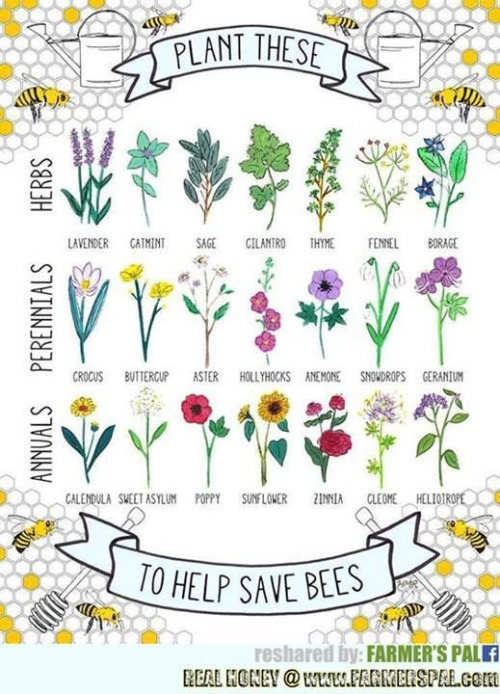 PLANT THESE
HERBS
LAVENDER CATMINT SAGE CILANTRO THYME FENNEL BORAGE
PERENNIALS
CROCUS BUTTERCUP ASTER HOLLYHOCKS ANEMONE SNOWDROPS GERANIUM
ANNUALS
CALENDULA SWEET ASYLUM POPPY SUNFLOWER ZINNIA CLEOME HELIOTROPE
TO HELP SAVE BEES
reshared by: FARMER'S PAL f
REAL HONEY @ WWW.FARMERSPAL.com